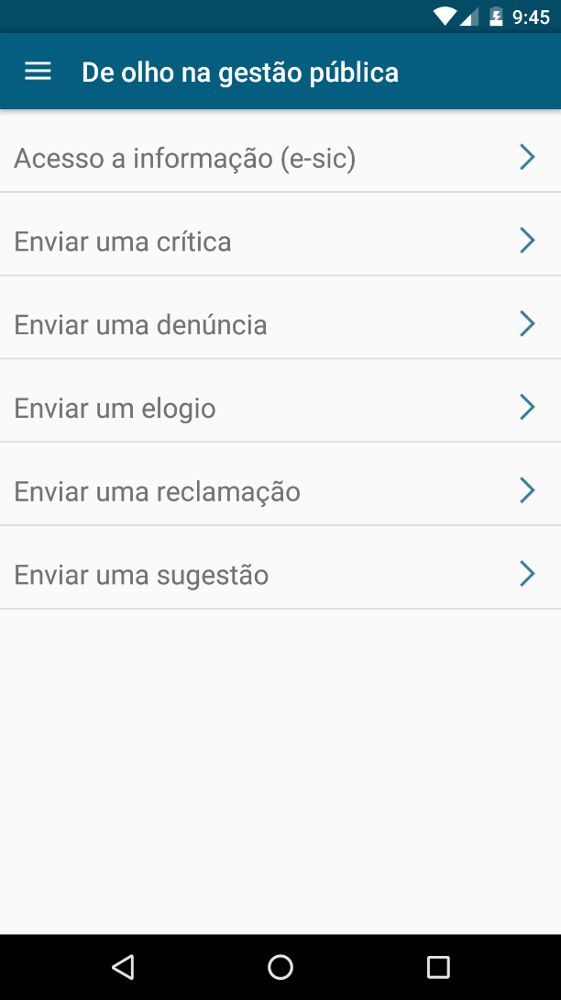 9:45
De olho na gestão pública
Acesso a informação (e-sic)
Enviar uma crítica
Enviar uma denúncia
Enviar um elogio
Enviar uma reclamação
Enviar uma sugestão